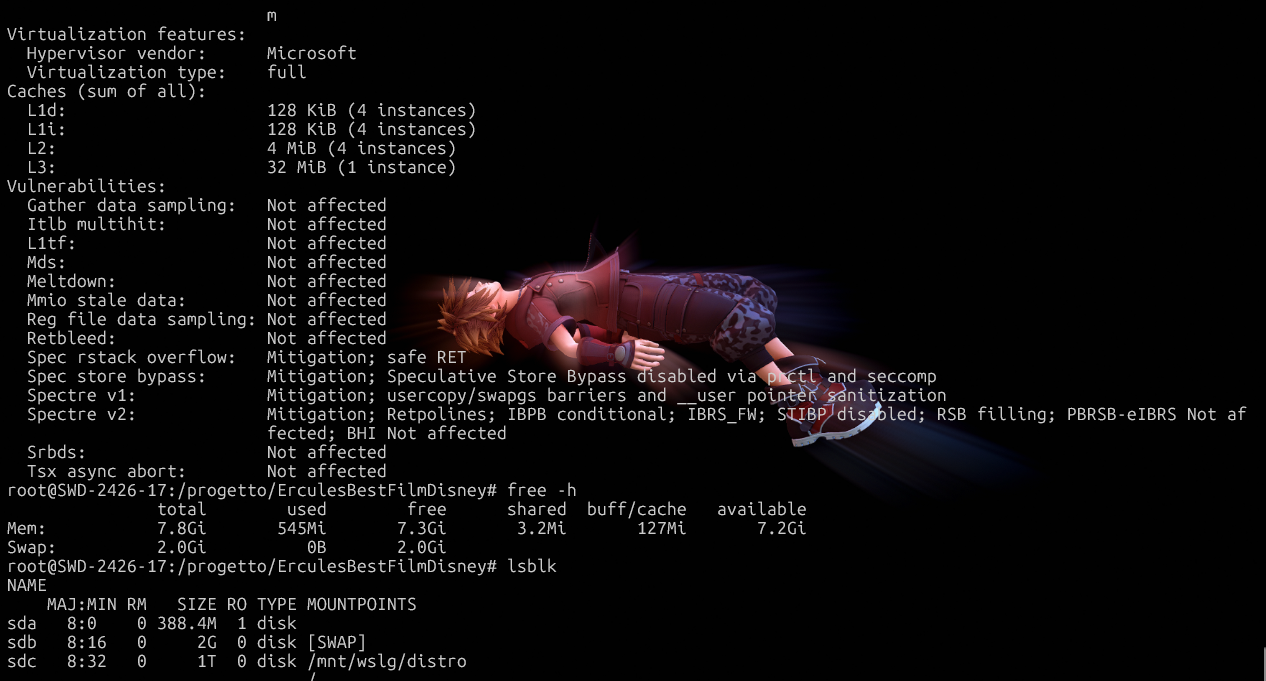 m
Virtualization features:
  Hypervisor vendor:      Microsoft
  Virtualization type:    full
Caches (sum of all):
  L1d:                    128 KiB (4 instances)
  L1i:                    128 KiB (4 instances)
  L2:                     4 MiB (4 instances)
  L3:                     32 MiB (1 instance)
Vulnerabilities:
  Gather data sampling:   Not affected
  Itlb multihit:          Not affected
  L1tf:                   Not affected
  Mds:                    Not affected
  Meltdown:               Not affected
  Mmio stale data:        Not affected
  Reg file data sampling: Not affected
  Retbleed:               Not affected
  Spec rstack overflow:   Mitigation; safe RET
  Spec store bypass:      Mitigation; Speculative Store Bypass disabled via prctl and seccomp
  Spectre v1:             Mitigation; usercopy/swapgs barriers and __user pointer sanitization
  Spectre v2:             Mitigation; Retpolines; IBPB conditional; IBRS_FW; STIBP disabled; RSB filling; PBRSB-eIBRS Not af
                          fected; BHI Not affected
  Srbds:                  Not affected
  Tsx async abort:        Not affected
root@SWD-2426-17:/progetto/ErculesBestFilmDisney# free -h
               total        used        free      shared  buff/cache   available
Mem:           7.8Gi       545Mi       7.3Gi       3.2Mi       127Mi       7.2Gi
Swap:          2.0Gi          0B       2.0Gi
root@SWD-2426-17:/progetto/ErculesBestFilmDisney# lsblk
NAME
    MAJ:MIN RM   SIZE RO TYPE MOUNTPOINTS
sda   8:0    0 388.4M  1 disk
sdb   8:16   0     2G  0 disk [SWAP]
sdc   8:32   0     1T  0 disk /mnt/wslg/distro
                              /